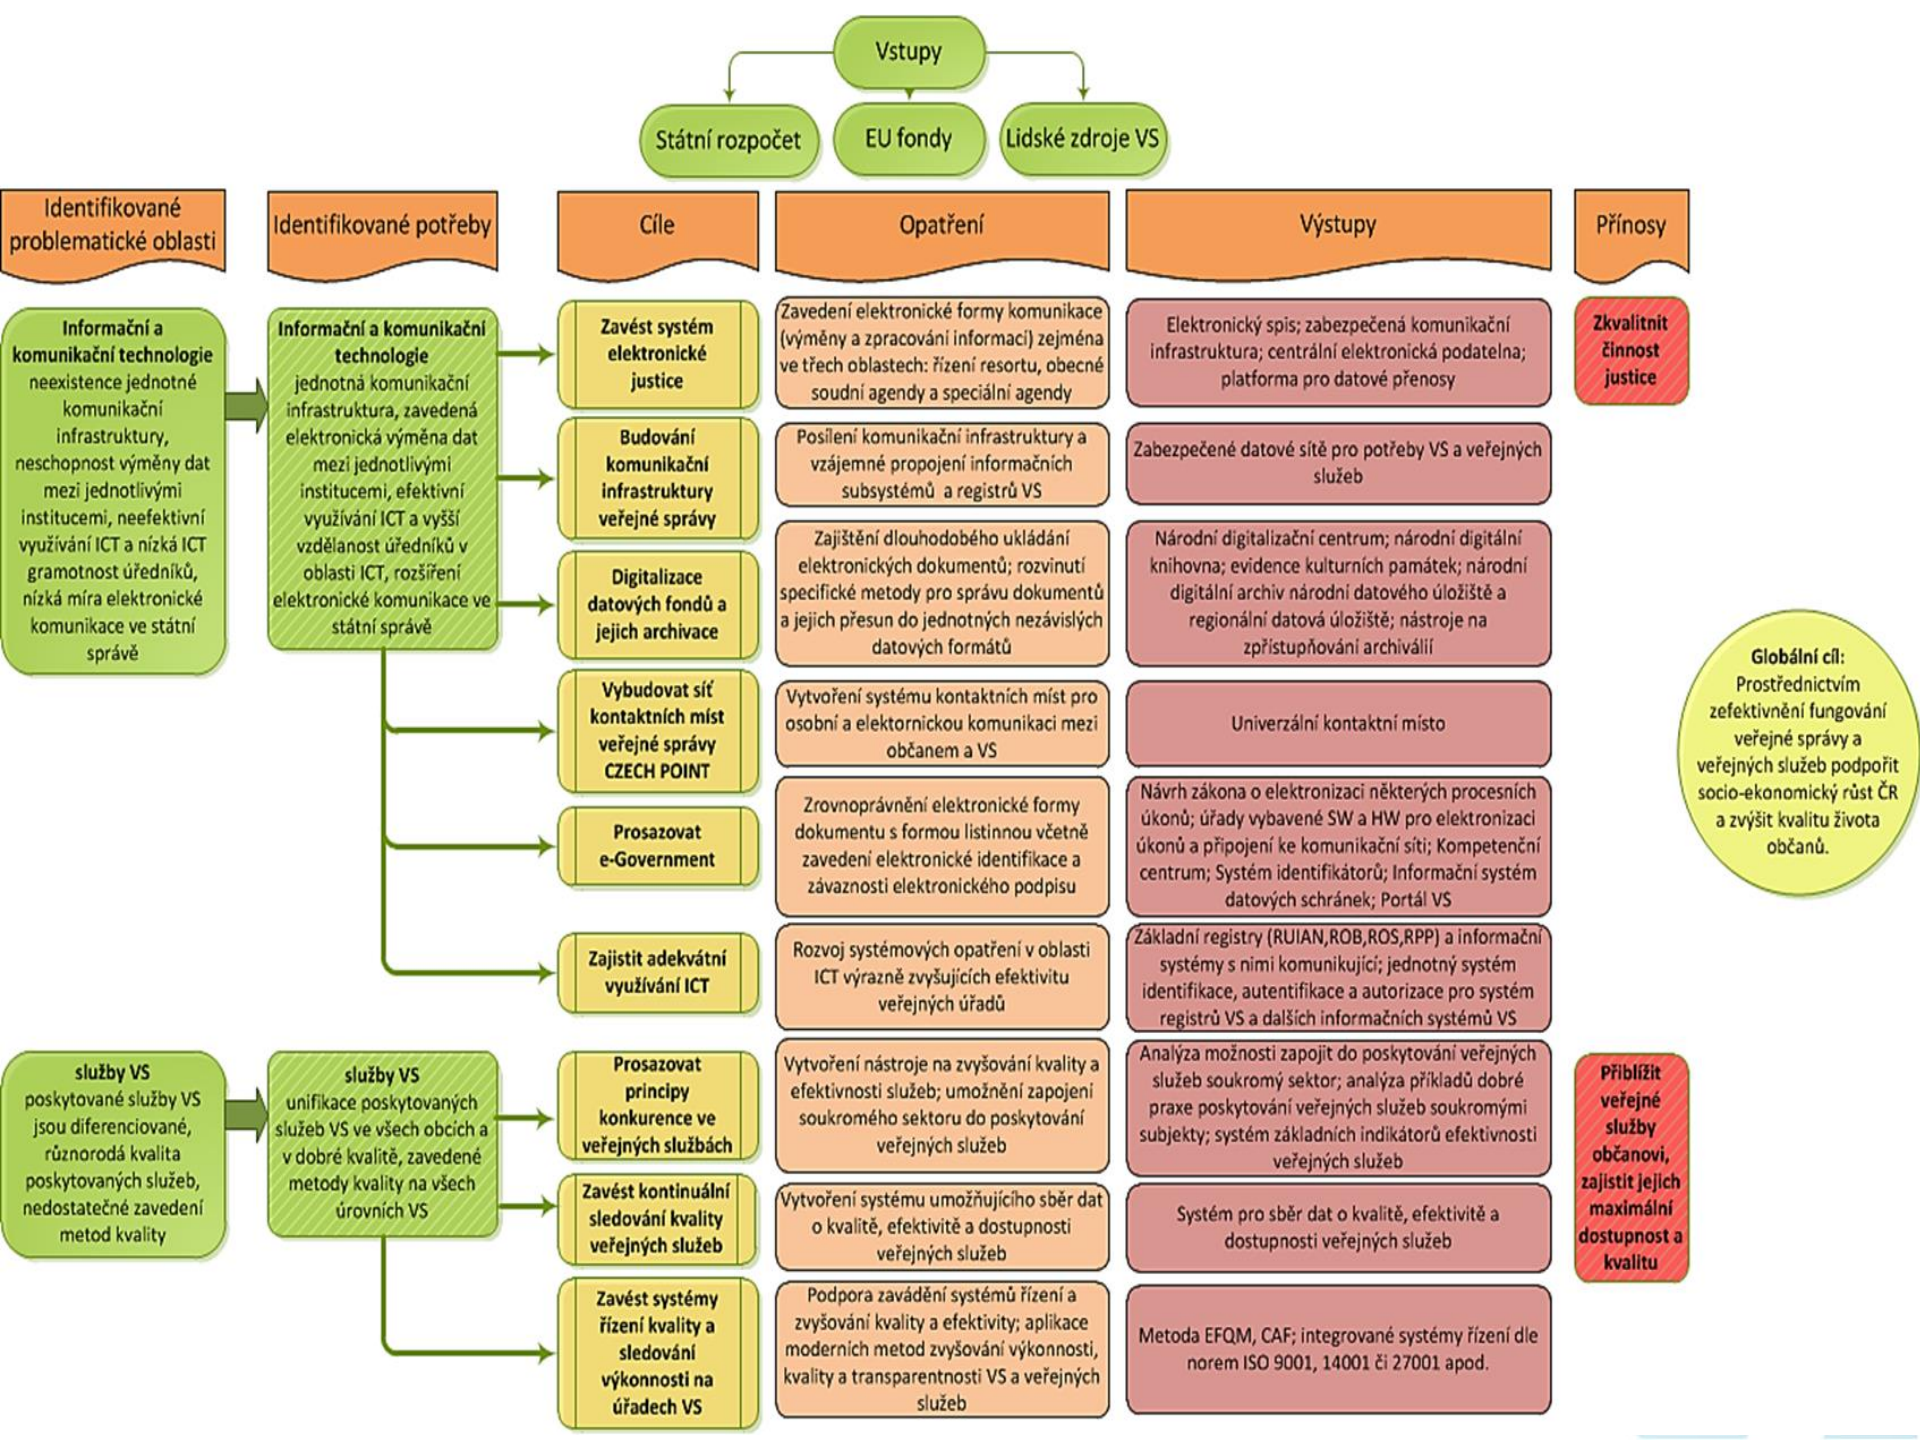 Vstupy
Státní rozpočet
EU fondy
Lidské zdroje VS
Identifikované
problematické oblasti
Identifikované potřeby
Cíle
Opatření
Výstupy
Přínosy
Informační a
komunikační technologie
neexistence jednotné
komunikační
infrastruktury,
neschopnost výměny dat
mezi jednotlivými
institucemi, neefektivní
využívání ICT a nízká ICT
gramotnost úředníků,
nízká míra elektronické
komunikace ve státní
správě
Informační a komunikační
technologie
jednotná komunikační
infrastruktura, zavedená
elektronická výměna dat
mezi jednotlivými
institucemi, efektivní
využívání ICT a vyšší
vzdělanost úředníků v
oblasti ICT, rozšíření
elektronické komunikace ve
státní správě
Zavést systém
elektronické
justice
Zavedení elektronické formy komunikace
(výměny a zpracování informací) zejména
ve třech oblastech: řízení resortu, obecné
soudní agendy a speciální agendy
Elektronický spis; zabezpečená komunikační
infrastruktura; centrální elektronická podatelna;
platforma pro datové přenosy
Zkvalitnit
činnost
justice
Budování
komunikační
infrastruktury
veřejné správy
Posílení komunikační infrastruktury a
vzájemné propojení informačních
subsystémů a registrů VS
Zabezpečené datové sítě pro potřeby VS a veřejných
služeb
Digitalizace
datových fondů a
jejich archivace
Zajištění dlouhodobého ukládání
elektronických dokumentů; rozvinutí
specifické metody pro správu dokumentů
a jejich přesun do jednotných nezávislých
datových formátů
Národní digitalizační centrum; národní digitální
knihovna; evidence kulturních památek; národní
digitální archiv národní datového úložiště a
regionální datová úložiště; nástroje na
zpřístupňování archiválií
Vybudovat síť
kontaktních míst
veřejné správy
CZECH POINT
Vytvoření systému kontaktních míst pro
osobní a elektornickou komunikaci mezi
občanem a VS
Univerzální kontaktní místo
Prosazovat
e-Government
Zrovnoprávnění elektronické formy
dokumentu s formou listinnou včetně
zavedení elektronické identifikace a
závaznosti elektronického podpisu
Návrh zákona o elektronizaci některých procesních
úkonů; úřady vybavené SW a HW pro elektronizaci
úkonů a připojení ke komunikační síti; Kompetenční
centrum; Systém identifikátorů; Informační systém
datových schránek; Portál VS
Zajistit adekvátní
využívání ICT
Rozvoj systémových opatření v oblasti
ICT výrazně zvyšujících efektivitu
veřejných úřadů
Základní registry (RUIAN,ROB,ROS,RPP) a informační
systémy s nimi komunikující; jednotný systém
identifikace, autentifikace a autorizace pro systém
registrů VS a dalších informačních systémů VS
Globální cíl:
Prostřednictvím
zefektivnění fungování
veřejné správy a
veřejných služeb podpořit
socio-ekonomický růst ČR
a zvýšit kvalitu života
občanů.
služby VS
poskytované služby VS
jsou diferenciované,
různorodá kvalita
poskytovaných služeb,
nedostatečné zavedení
metod kvality
služby VS
unifikace poskytovaných
služeb VS ve všech obcích a
v dobré kvalitě, zavedené
metody kvality na všech
úrovních VS
Prosazovat
principy
konkurence ve
veřejných službách
Vytvoření nástroje na zvyšování kvality a
efektivnosti služeb; umožnění zapojení
soukromého sektoru do poskytování
veřejných služeb
Analýza možnosti zapojit do poskytování veřejných
služeb soukromý sektor; analýza příkladů dobré
praxe poskytování veřejných služeb soukromými
subjekty; systém základních indikátorů efektivnosti
veřejných služeb
Přiblížit
veřejné
služby
občanovi,
zajistit jejich
maximální
dostupnost a
kvalitu
Zavést kontinuální
sledování kvality
veřejných služeb
Vytvoření systému umožňujícího sběr dat
o kvalitě, efektivitě a dostupnosti
veřejných služeb
Systém pro sběr dat o kvalitě, efektivitě a
dostupnosti veřejných služeb
Zavést systémy
řízení kvality a
sledování
výkonnosti na
úřadech VS
Podpora zavádění systémů řízení a
zvyšování kvality a efektivity; aplikace
moderních metod zvyšování výkonnosti,
kvality a transparentnosti VS a veřejných
služeb
Metoda EFQM, CAF; integrované systémy řízení dle
norem ISO 9001, 14001 či 27001 apod.